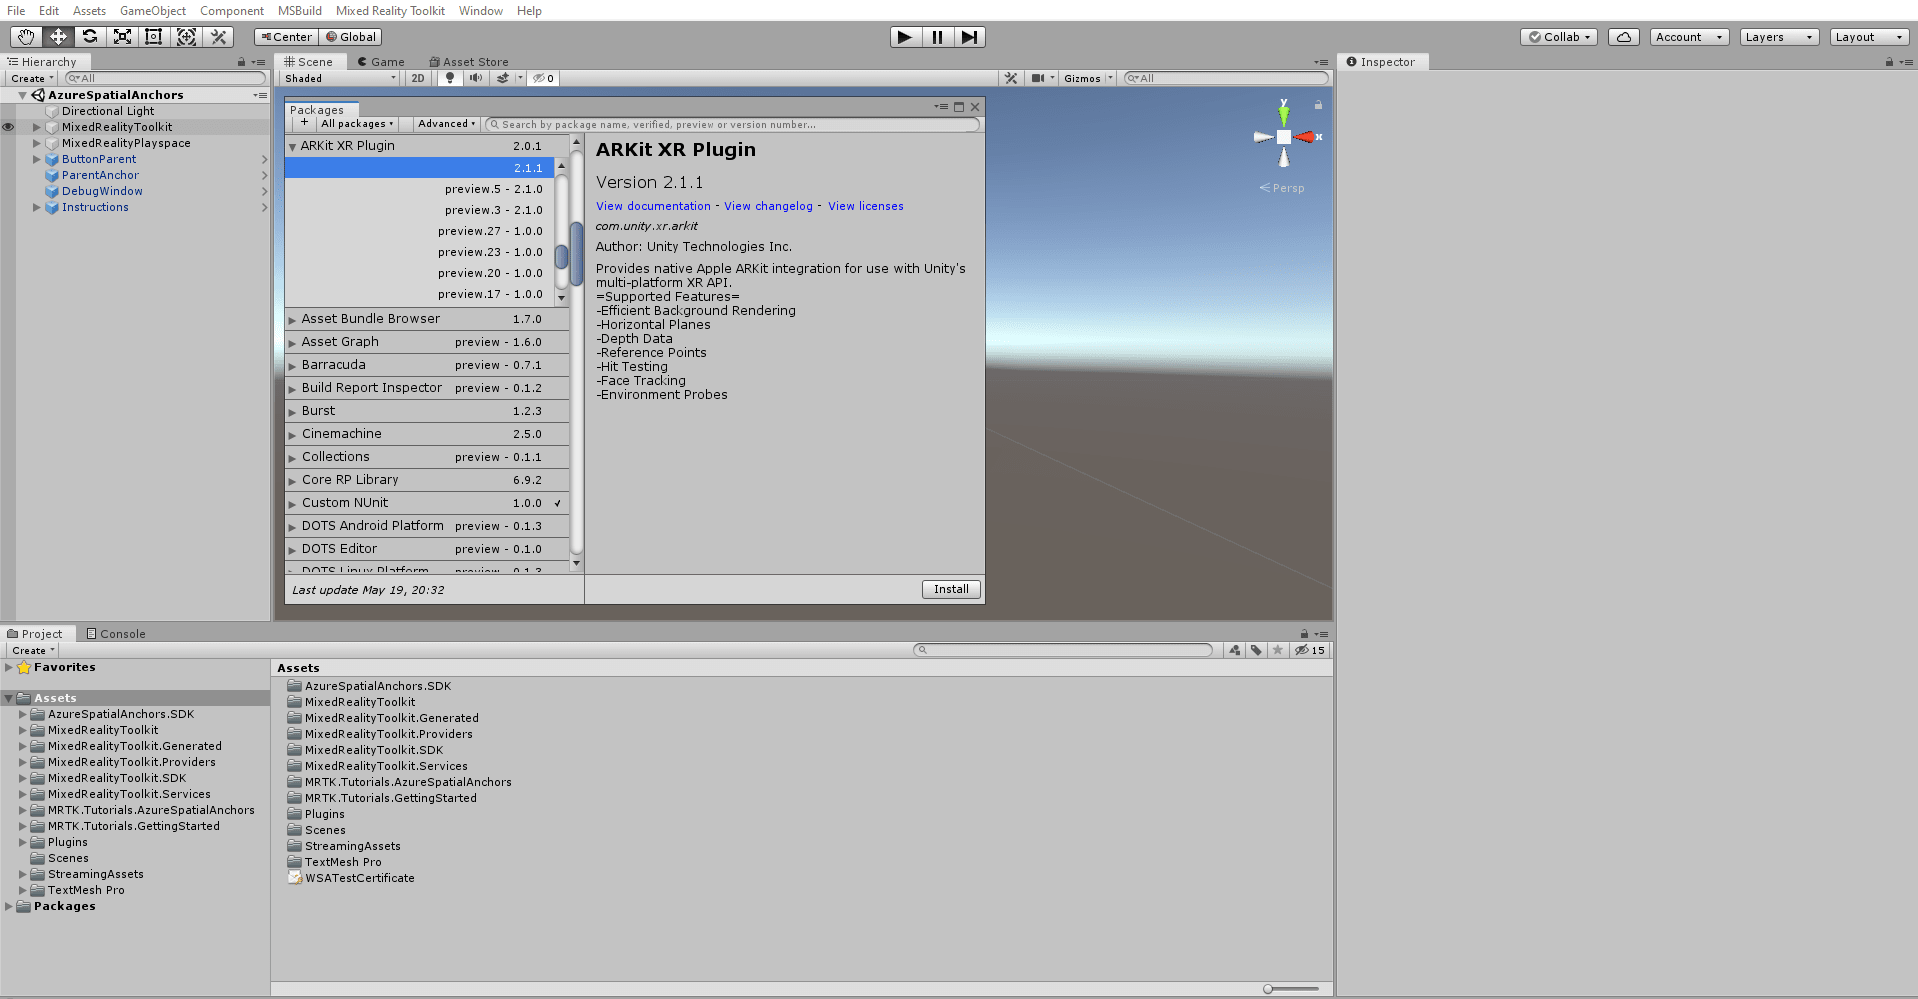 File Edit Assets GameObject Component MSBuild Mixed Reality Toolkit Window Help
Center Global
Collab Account Layers Layout
Hierarchy
Create All
AzureSpatialAnchors
Directional Light
MixedRealityToolkit
MixedRealityPlayspace
ButtonParent
ParentAnchor
DebugWindow
Instructions
Scene Game Asset Store
Shaded 2D 0 Gizmos All
y
x
Persp
Packages
+ All packages Advanced Search by package name, verified, preview or version number...
ARKit XR Plugin 2.0.1
2.1.1
preview.5 - 2.1.0
preview.3 - 2.1.0
preview.27 - 1.0.0
preview.23 - 1.0.0
preview.20 - 1.0.0
preview.17 - 1.0.0
Asset Bundle Browser 1.7.0
Asset Graph preview - 1.6.0
Barracuda preview - 0.7.1
Build Report Inspector preview - 0.1.2
Burst 1.2.3
Cinemachine 2.5.0
Collections preview - 0.1.1
Core RP Library 6.9.2
Custom NUnit 1.0.0 ✓
DOTS Android Platform preview - 0.1.3
DOTS Editor preview - 0.1.0
DOTS Linux Platform preview - 0.1.3
Last update May 19, 20:32
ARKit XR Plugin
Version 2.1.1
View documentation - View changelog - View licenses
com.unity.xr.arkit
Author: Unity Technologies Inc.
Provides native Apple ARKit integration for use with Unity's
multi-platform XR API.
=Supported Features=
-Efficient Background Rendering
-Horizontal Planes
-Depth Data
-Reference Points
-Hit Testing
-Face Tracking
-Environment Probes
Install
Inspector
Project Console
Create 15
Favorites
Assets
AzureSpatialAnchors.SDK
MixedRealityToolkit
MixedRealityToolkit.Generated
MixedRealityToolkit.Providers
MixedRealityToolkit.SDK
MixedRealityToolkit.Services
MRTK.Tutorials.AzureSpatialAnchors
MRTK.Tutorials.GettingStarted
Plugins
Scenes
StreamingAssets
TextMesh Pro
Packages
Assets
AzureSpatialAnchors.SDK
MixedRealityToolkit
MixedRealityToolkit.Generated
MixedRealityToolkit.Providers
MixedRealityToolkit.SDK
MixedRealityToolkit.Services
MRTK.Tutorials.AzureSpatialAnchors
MRTK.Tutorials.GettingStarted
Plugins
Scenes
StreamingAssets
TextMesh Pro
WSATestCertificate